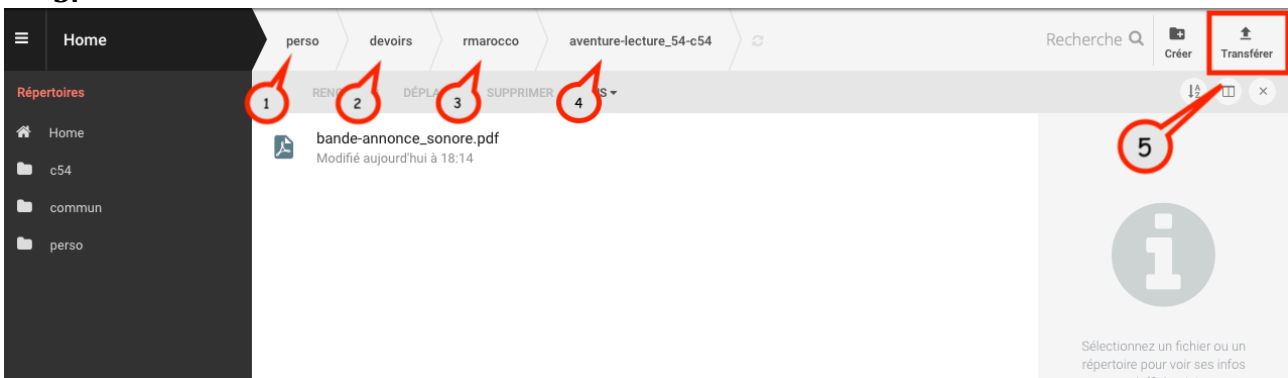 Home
perso devoirs rmarocco aventure-lecture_54-c54
Recherche Créer Transférer
Répertoires
SUPPRIMER
1 2 3 4 5
Home
c54
commun
perso
bande-annonce_sonore.pdf
Modifié aujourd'hui à 18:14
Sélectionnez un fichier ou un
répertoire pour voir ses infos